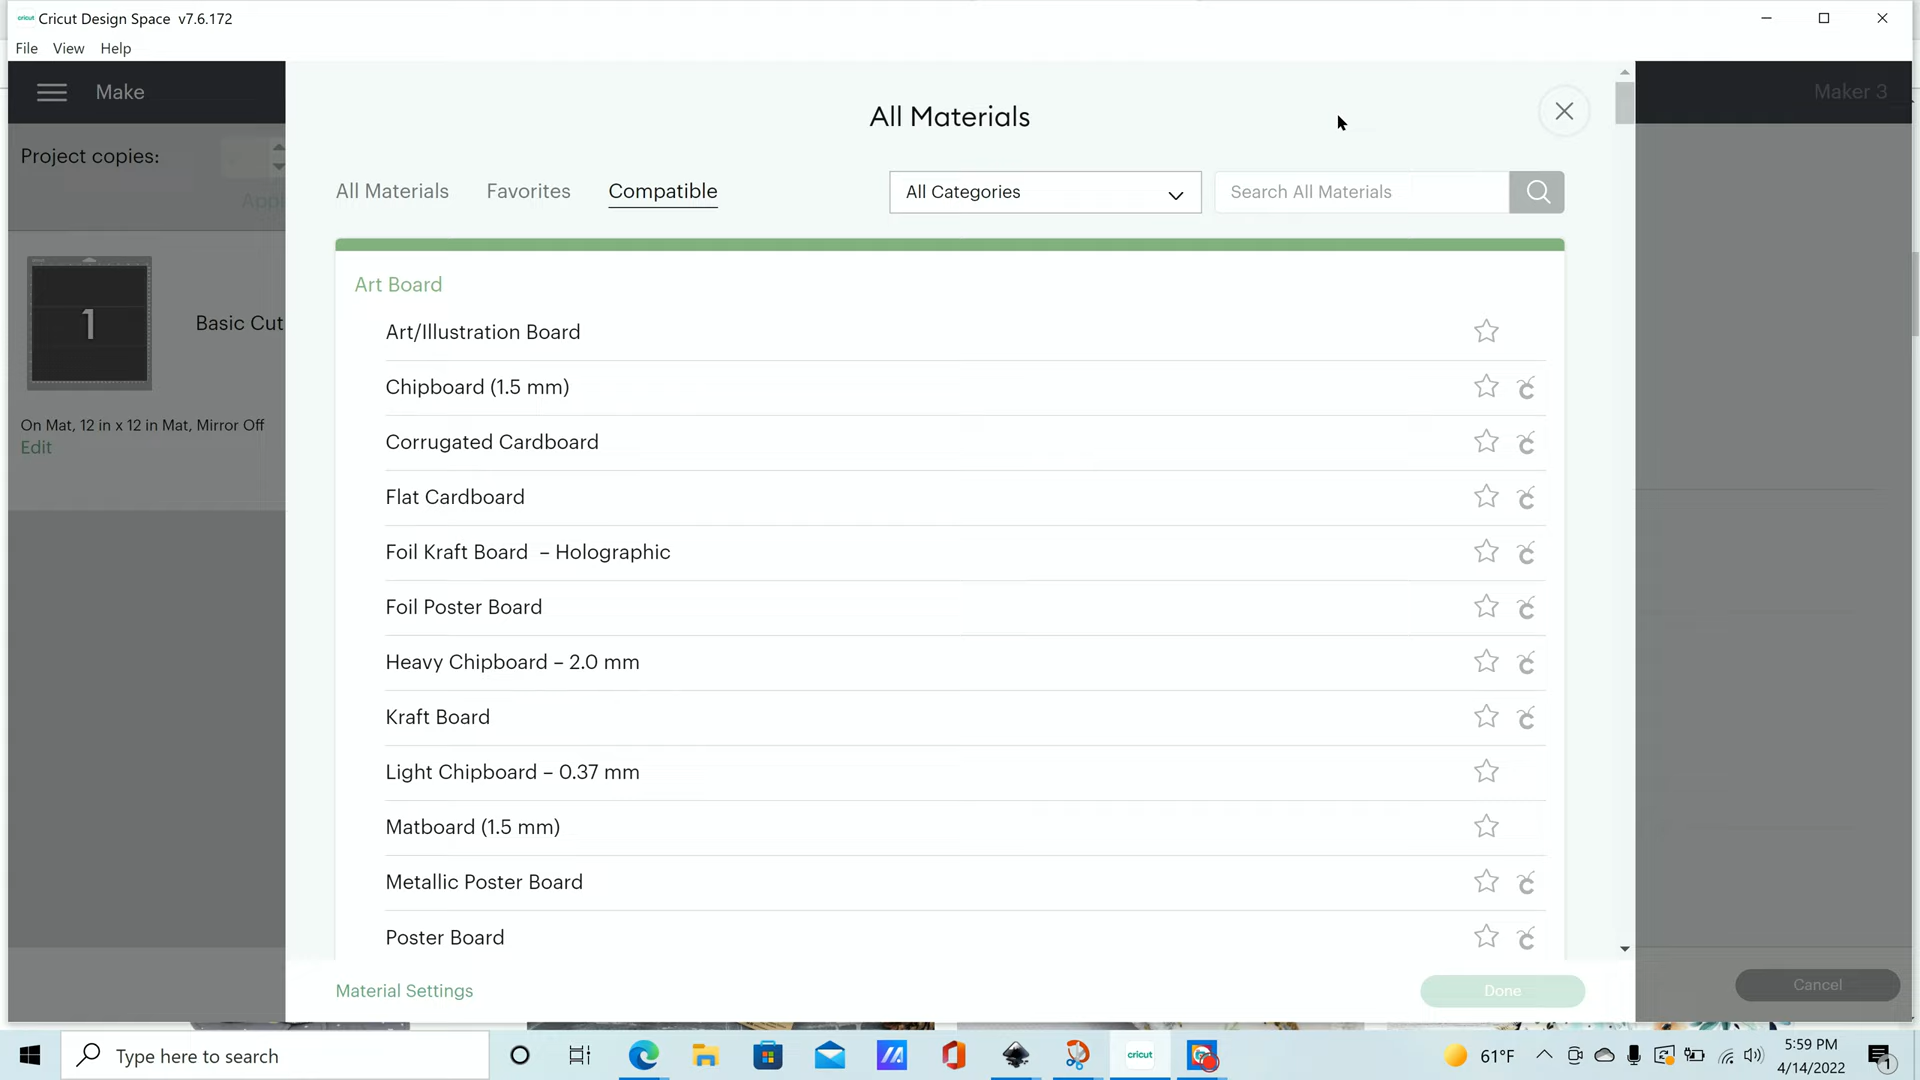 Cricut Design Space v7.6.172
File View Help
Make
Maker 3
All Materials
Project copies:
All Materials Favorites Compatible
All Categories
Search All Materials
Art Board
1
Basic Cut
Art/Illustration Board
Chipboard (1.5 mm)
On Mat, 12 in x 12 in Mat, Mirror Off
Edit
Corrugated Cardboard
Flat Cardboard
Foil Kraft Board – Holographic
Foil Poster Board
Heavy Chipboard – 2.0 mm
Kraft Board
Light Chipboard – 0.37 mm
Matboard (1.5 mm)
Metallic Poster Board
Poster Board
Material Settings
Done
Cancel
Type here to search
cricut
61°F
5:59 PM
4/14/2022
1